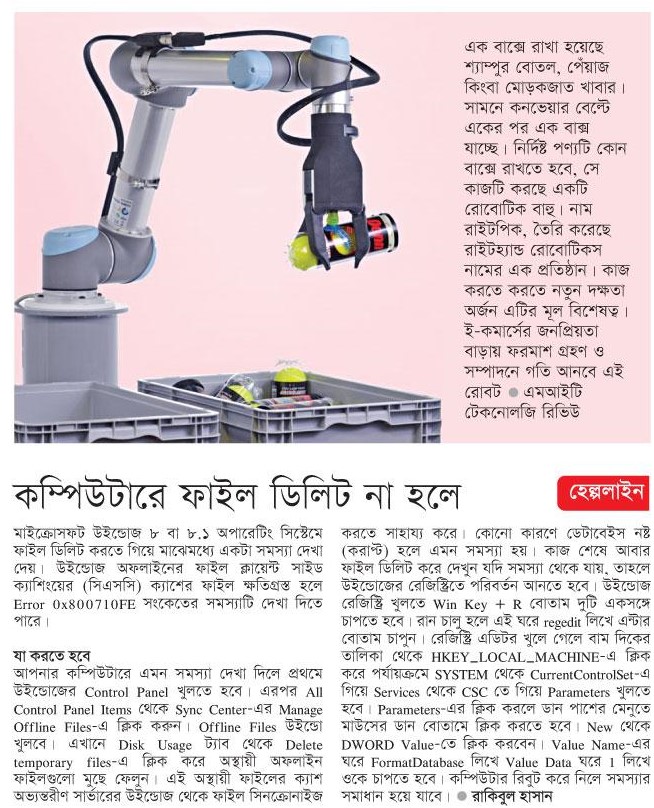 এক বাক্সে রাখা হয়েছে
শ্যাম্পুর বোতল, পেঁয়াজ
কিংবা মোড়কজাত খাবার।
সামনে কনভেয়ার বেল্টে
একের পর এক বাক্স
যাচ্ছে। নির্দিষ্ট পণ্যটি কোন
বাক্সে রাখতে হবে, সে
কাজটি করছে একটি
রোবোটিক বাহু। নাম
রাইটপিক, তৈরি করেছে
রাইটহ্যান্ড রোবোটিকস
নামের এক প্রতিষ্ঠান। কাজ
করতে করতে নতুন দক্ষতা
অর্জন এটির মূল বিশেষত্ব।
ই-কমার্সের জনপ্রিয়তা
বাড়ায় ফরমাশ গ্রহণ ও
সম্পাদনে গতি আনবে এই
রোবট ● এমআইটি
টেকনোলজি রিভিউ
কম্পিউটারে ফাইল ডিলিট না হলে
হেল্পলাইন
মাইক্রোসফট উইন্ডোজ ৮ বা ৮.১ অপারেটিং সিস্টেমে
ফাইল ডিলিট করতে গিয়ে মাঝেমধ্যে একটা সমস্যা দেখা
দেয়। উইন্ডোজ অফলাইনের ফাইল ক্লায়েন্ট সাইড
ক্যাশিংয়ের (সিএসসি) ক্যাশের ফাইল ক্ষতিগ্রস্ত হলে
Error 0x800710FE সংকেতের সমস্যাটি দেখা দিতে
পারে।
যা করতে হবে
আপনার কম্পিউটারে এমন সমস্যা দেখা দিলে প্রথমে
উইন্ডোজের Control Panel খুলতে হবে। এরপর All
Control Panel Items থেকে Sync Center-এর Manage
Offline Files-এ ক্লিক করুন। Offline Files উইন্ডো
খুলবে। এখানে Disk Usage ট্যাব থেকে Delete
temporary files-এ ক্লিক করে অস্থায়ী অফলাইন
ফাইলগুলো মুছে ফেলুন। এই অস্থায়ী ফাইলের ক্যাশ
অভ্যন্তরীণ সার্ভারের উইন্ডোজ থেকে ফাইল সিনক্রোনাইজ
করতে সাহায্য করে। কোনো কারণে ডেটাবেইস নষ্ট
(করাপ্ট) হলে এমন সমস্যা হয়। কাজ শেষে আবার
ফাইল ডিলিট করে দেখুন যদি সমস্যা থেকে যায়, তাহলে
উইন্ডোজের রেজিস্ট্রিতে পরিবর্তন আনতে হবে। উইন্ডোজ
রেজিস্ট্রি খুলতে Win Key + R বোতাম দুটি একসঙ্গে
চাপতে হবে। রান চালু হলে এই ঘরে regedit লিখে এন্টার
বোতাম চাপুন। রেজিস্ট্রি এডিটর খুলে গেলে বাম দিকের
তালিকা থেকে HKEY_LOCAL_MACHINE-এ ক্লিক
করে পর্যায়ক্রমে SYSTEM থেকে CurrentControlSet-এ
গিয়ে Services থেকে CSC তে গিয়ে Parameters খুলতে
হবে। Parameters-এর ক্লিক করলে ডান পাশের মেনুতে
মাউসের ডান বোতামে ক্লিক করতে হবে। New থেকে
DWORD Value-তে ক্লিক করবেন। Value Name-এর
ঘরে FormatDatabase লিখে Value Data ঘরে 1 লিখে
ওকে চাপতে হবে। কম্পিউটার রিবুট করে নিলে সমস্যার
সমাধান হয়ে যাবে। ● রাকিবুল হাসান